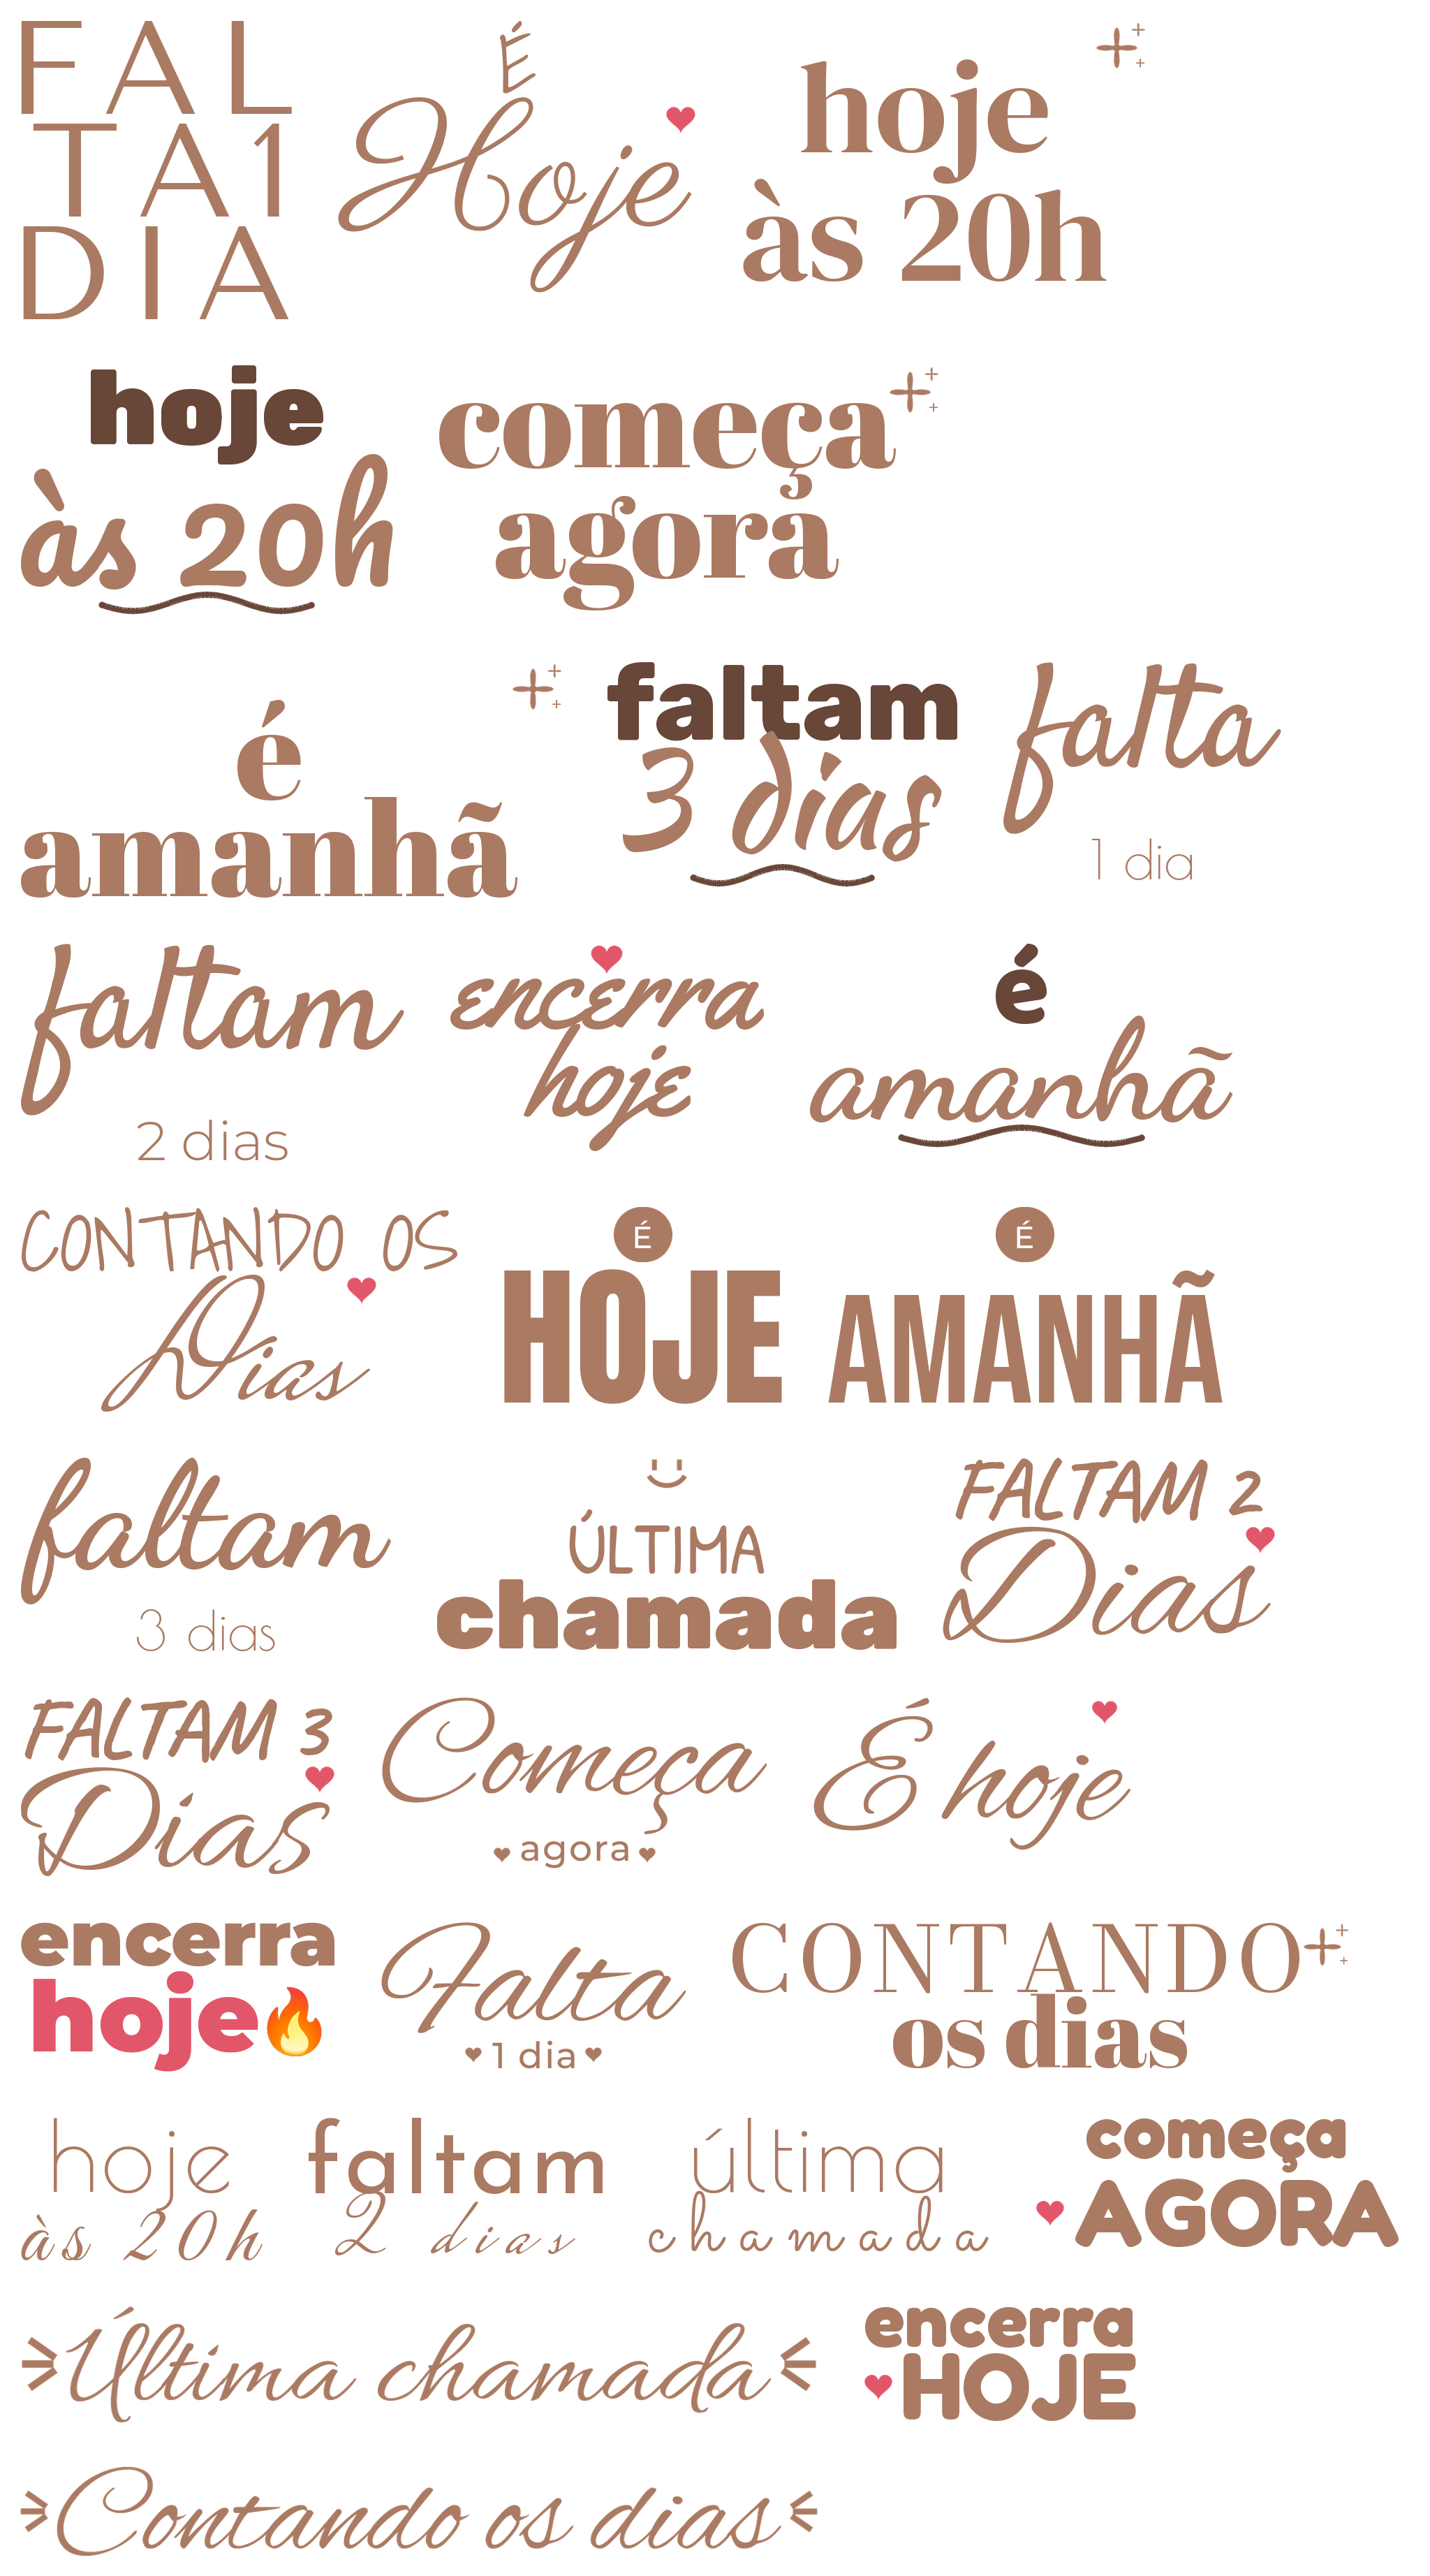 FAL
TA1
DIA
É
Hoje
hoje
às 20h
hoje
às 20h
começa
agora
é
amanhã
faltam
3 dias
falta
1 dia
faltam
2 dias
encerra
hoje
é
amanhã
CONTANDO OS
Dias
É
HOJE
É
AMANHÃ
faltam
3 dias
ÚLTIMA
chamada
FALTAM 2
Dias
FALTAM 3
Dias
Começa
agora
É hoje
encerra
hoje
Falta
1 dia
CONTANDO
os dias
hoje
às 20h
faltam
2 dias
última
chamada
começa
AGORA
Última chamada
encerra
HOJE
Contando os dias